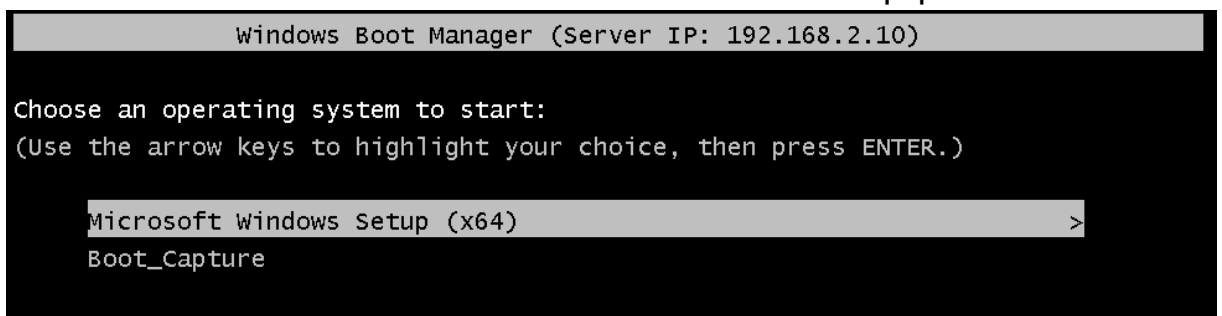 Windows Boot Manager (Server IP: 192.168.2.10)
Choose an operating system to start:
(Use the arrow keys to highlight your choice, then press ENTER.)
Microsoft Windows Setup (x64) >
Boot_Capture